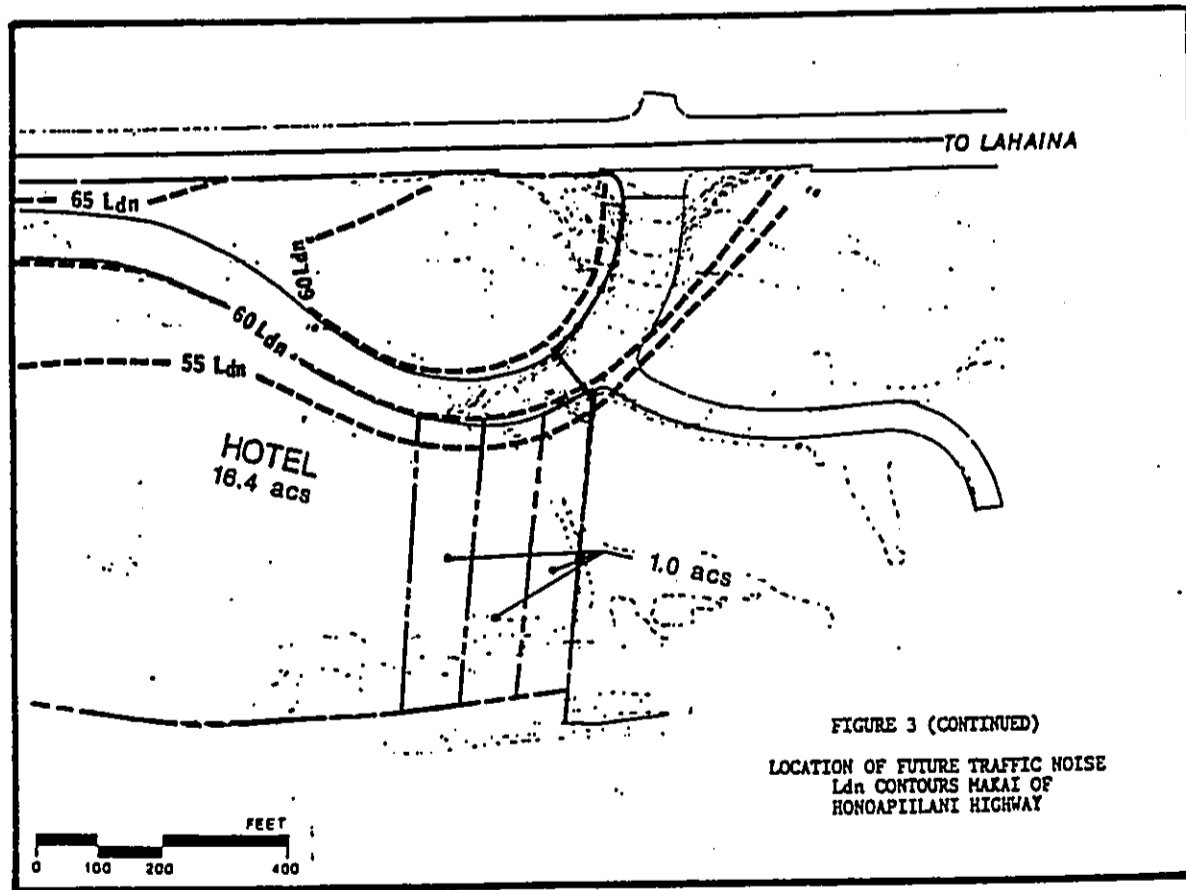 TO LAHAINA
65 Ldn
60 Ldn
60 Ldn
55 Ldn
HOTEL
16.4 acs
1.0 acs
FIGURE 3 (CONTINUED)
LOCATION OF FUTURE TRAFFIC NOISE
Ldn CONTOURS MAKAI OF
HONOAPIILANI HIGHWAY
FEET
0 100 200 400